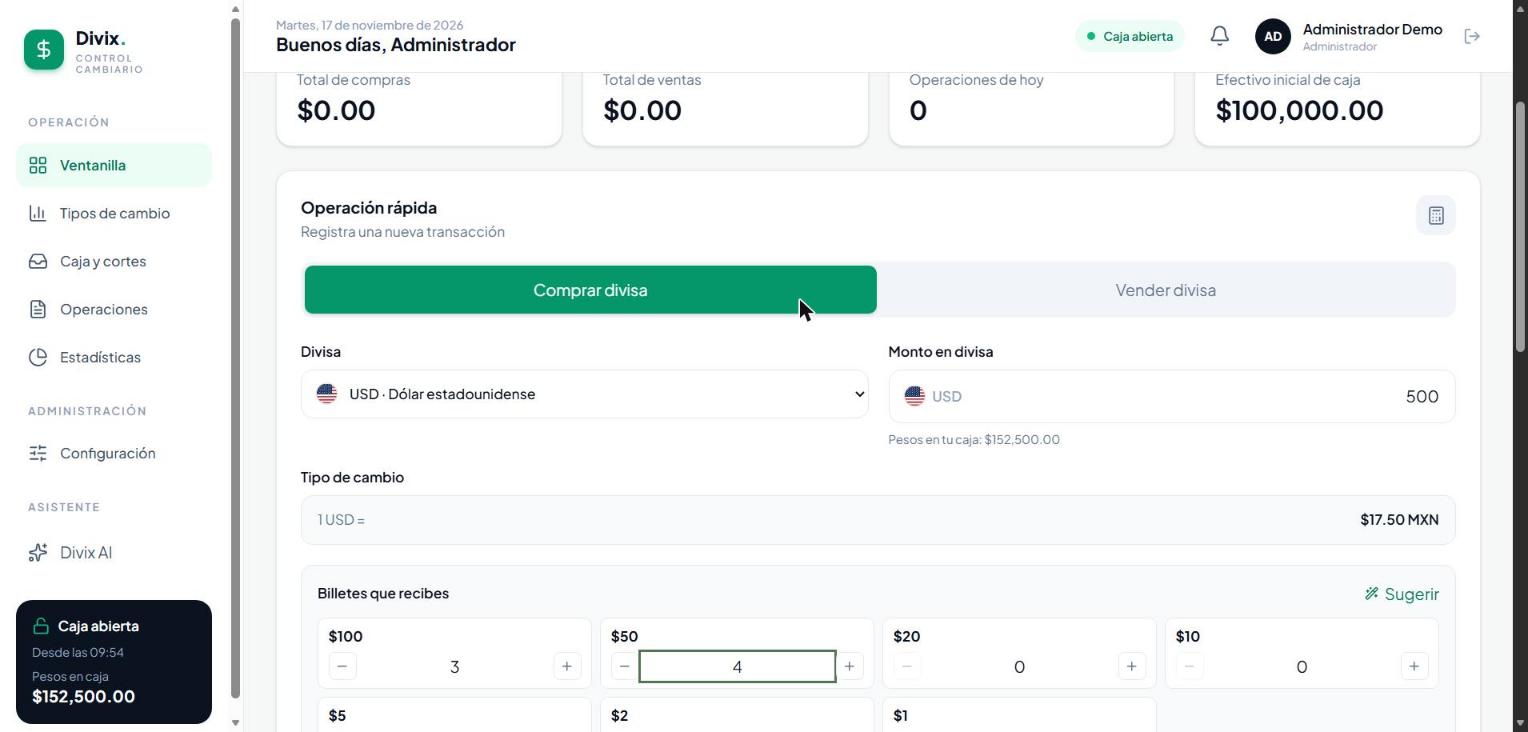 Divix.
CONTROL
CAMBIARIO
OPERACIÓN
Ventanilla
Tipos de cambio
Caja y cortes
Operaciones
Estadísticas
ADMINISTRACIÓN
Configuración
ASISTENTE
Divix AI
Caja abierta
Desde las 09:54
Pesos en caja
$152,500.00
Martes, 17 de noviembre de 2026
Buenos días, Administrador
Caja abierta
AD
Administrador Demo
Administrador
Total de compras
$0.00
Total de ventas
$0.00
Operaciones de hoy
0
Efectivo inicial de caja
$100,000.00
Operación rápida
Registra una nueva transacción
Comprar divisa
Vender divisa
Divisa
USD · Dólar estadounidense
Monto en divisa
USD 500
Pesos en tu caja: $152,500.00
Tipo de cambio
1 USD = $17.50 MXN
Billetes que recibes
Sugerir
$100
− 3 +
$50
− 4 +
$20
− 0 +
$10
− 0 +
$5
$2
$1